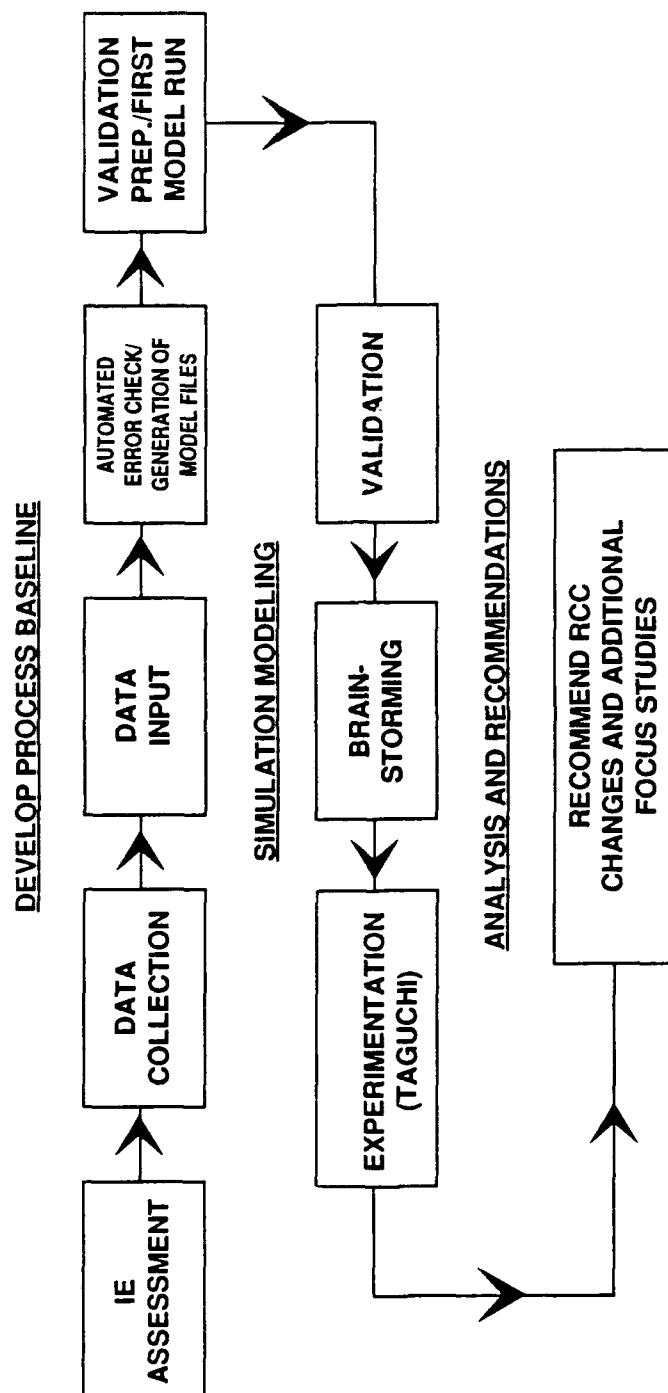 DEVELOP PROCESS BASELINE
IE
ASSESSMENT
DATA
COLLECTION
DATA
INPUT
AUTOMATED
ERROR CHECK/
GENERATION OF
MODEL FILES
VALIDATION
PREP./FIRST
MODEL RUN
SIMULATION MODELING
VALIDATION
BRAIN-
STORMING
EXPERIMENTATION
(TAGUCHI)
ANALYSIS AND RECOMMENDATIONS
RECOMMEND RCC
CHANGES AND ADDITIONAL
FOCUS STUDIES